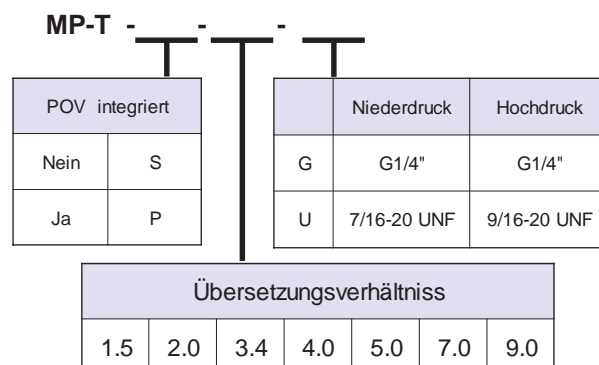 MP-T - - -
POV integriert
Nein S
Ja P
Niederdruck Hochdruck
G G1/4" G1/4"
U 7/16-20 UNF 9/16-20 UNF
Übersetzungsverhältniss
1.5 2.0 3.4 4.0 5.0 7.0 9.0